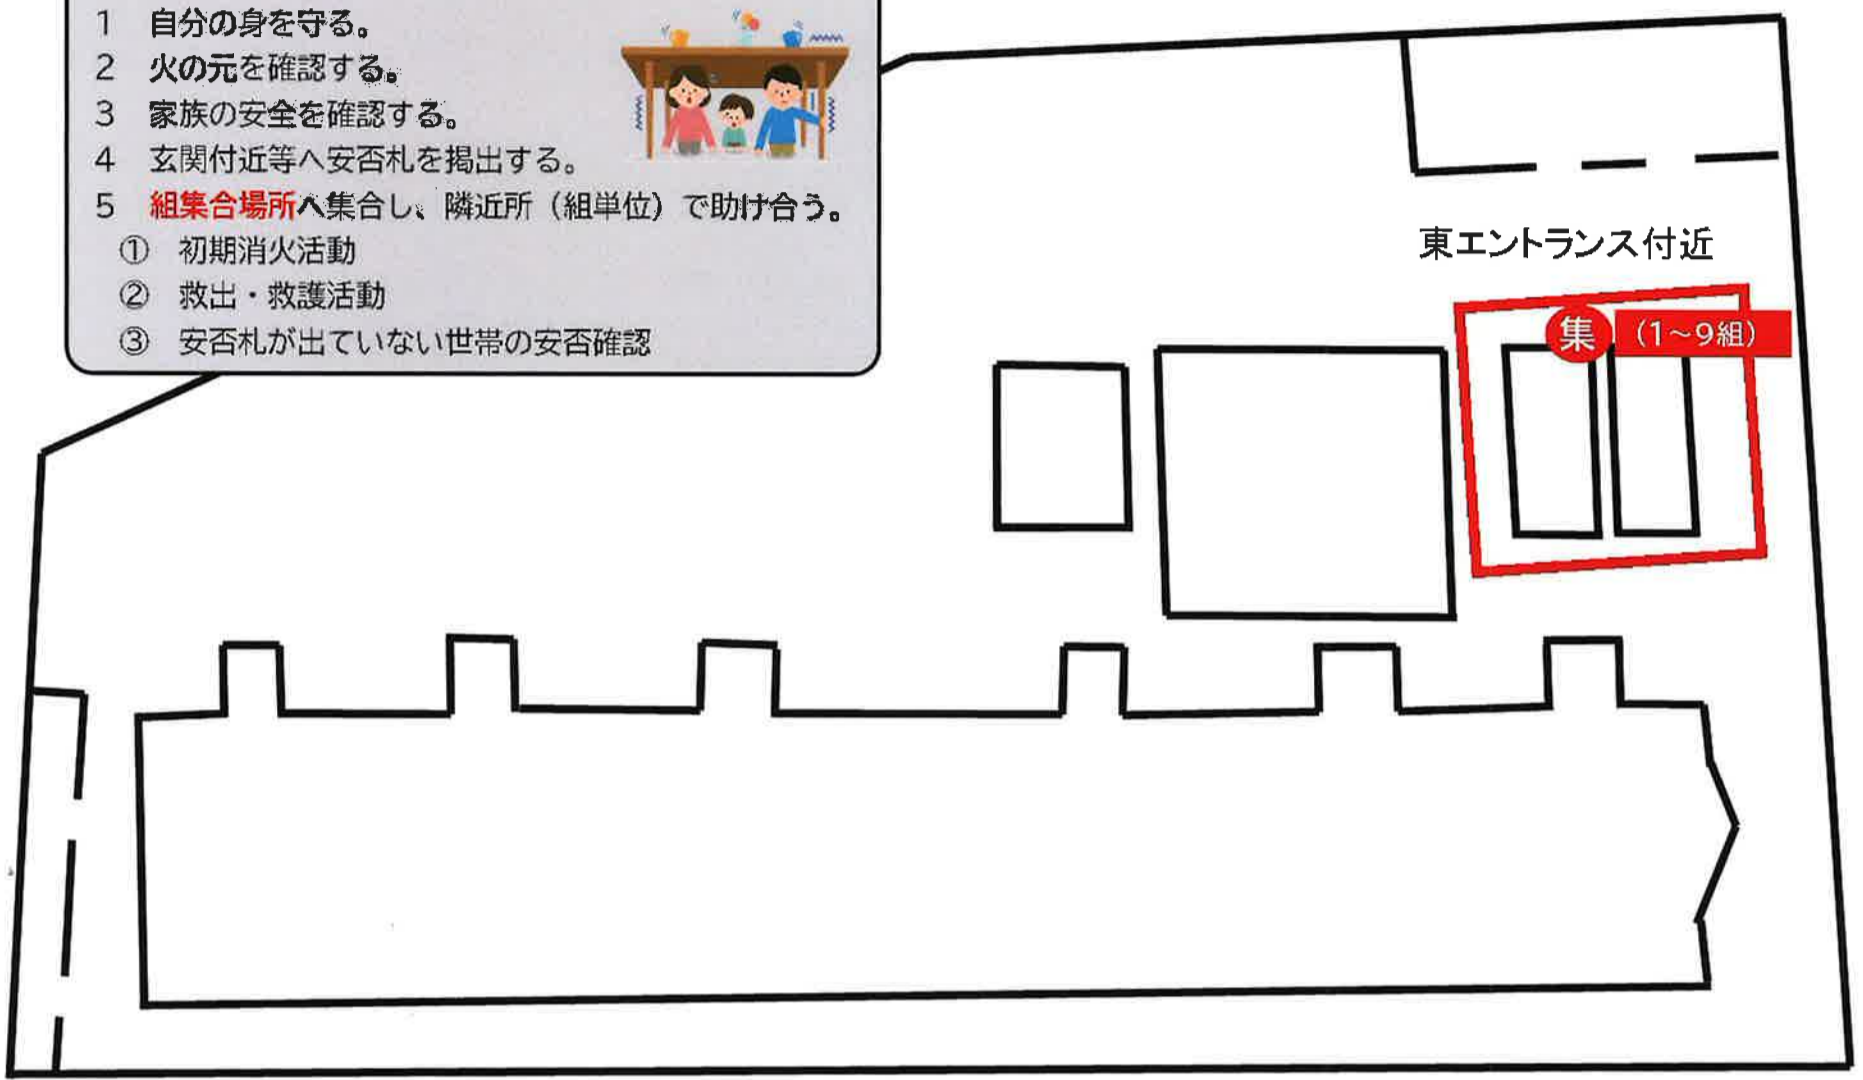 1 自分の身を守る。
2 火の元を確認する。
3 家族の安全を確認する。
4 玄関付近等へ安否札を掲出する。
5 組集合場所へ集合し、隣近所（組単位）で助け合う。
① 初期消火活動
② 救出・救護活動
③ 安否札が出ていない世帯の安否確認
東エントランス付近
集 （1～9組）